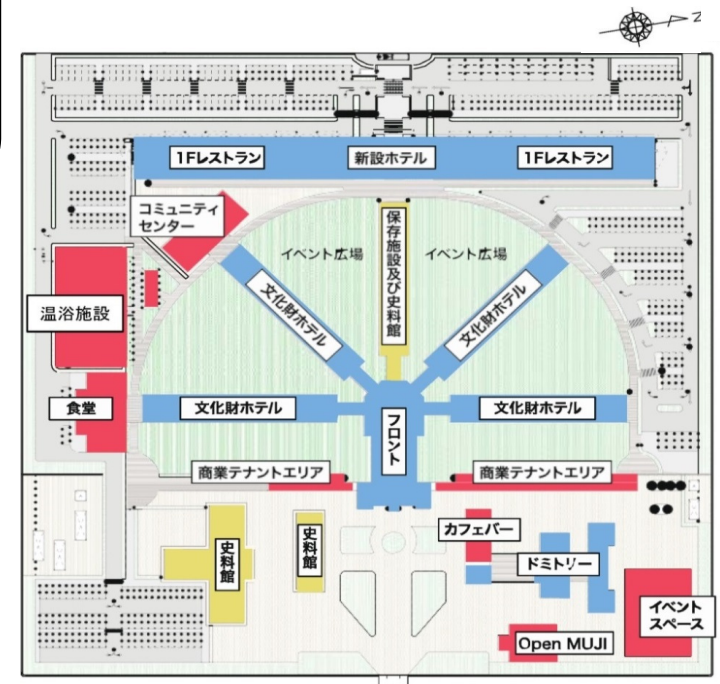 N
1Fレストラン
新設ホテル
1Fレストラン
コミュニティ
センター
イベント広場
保存施設及び史料館
イベント広場
文化財ホテル
文化財ホテル
温浴施設
食堂
文化財ホテル
フロント
文化財ホテル
商業テナントエリア
商業テナントエリア
史料館
史料館
カフェバー
ドミトリー
イベント
スペース
Open MUJI